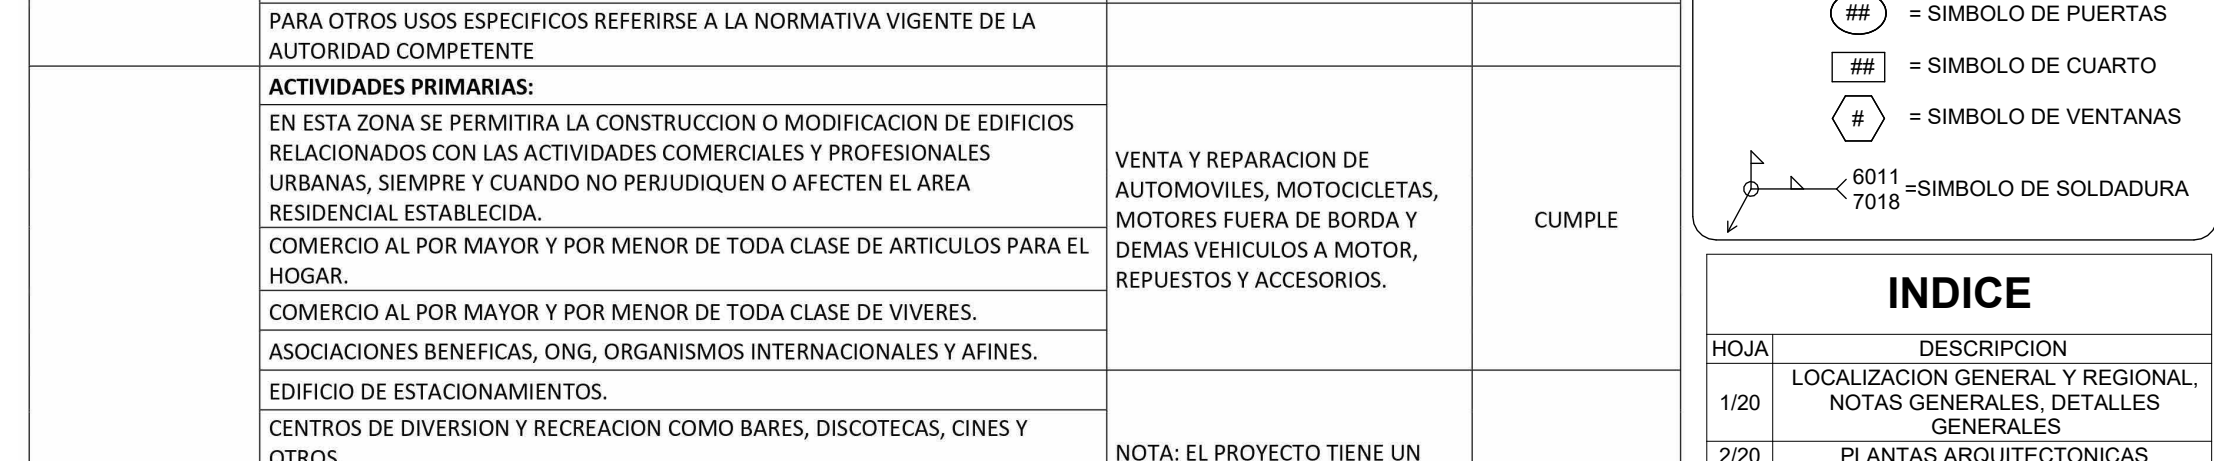 PARA OTROS USOS ESPECIFICOS REFERIRSE A LA NORMATIVA VIGENTE DE LA
AUTORIDAD COMPETENTE
ACTIVIDADES PRIMARIAS:
EN ESTA ZONA SE PERMITIRA LA CONSTRUCCION O MODIFICACION DE EDIFICIOS
RELACIONADOS CON LAS ACTIVIDADES COMERCIALES Y PROFESIONALES
URBANAS, SIEMPRE Y CUANDO NO PERJUDIQUEN O AFECTEN EL AREA
RESIDENCIAL ESTABLECIDA.
COMERCIO AL POR MAYOR Y POR MENOR DE TODA CLASE DE ARTICULOS PARA EL
HOGAR.
COMERCIO AL POR MAYOR Y POR MENOR DE TODA CLASE DE VIVERES.
ASOCIACIONES BENEFICAS, ONG, ORGANISMOS INTERNACIONALES Y AFINES.
EDIFICIO DE ESTACIONAMIENTOS.
CENTROS DE DIVERSION Y RECREACION COMO BARES, DISCOTECAS, CINES Y
OTROS.
VENTA Y REPARACION DE
AUTOMOVILES, MOTOCICLETAS,
MOTORES FUERA DE BORDA Y
DEMAS VEHICULOS A MOTOR,
REPUESTOS Y ACCESORIOS.
NOTA: EL PROYECTO TIENE UN
CUMPLE
## = SIMBOLO DE PUERTAS
## = SIMBOLO DE CUARTO
# = SIMBOLO DE VENTANAS
6011
7018 =SIMBOLO DE SOLDADURA
INDICE
HOJA DESCRIPCION
1/20 LOCALIZACION GENERAL Y REGIONAL,
NOTAS GENERALES, DETALLES
GENERALES
2/20 PLANTAS ARQUITECTONICAS